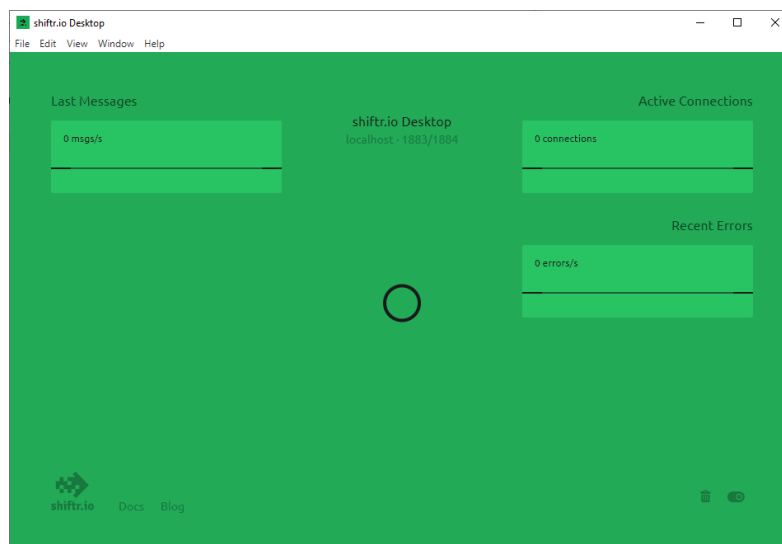 shiftr.io Desktop
File Edit View Window Help
Last Messages
0 msgs/s
shiftr.io Desktop
localhost · 1883/1884
Active Connections
0 connections
Recent Errors
0 errors/s
shiftr.io
Docs Blog